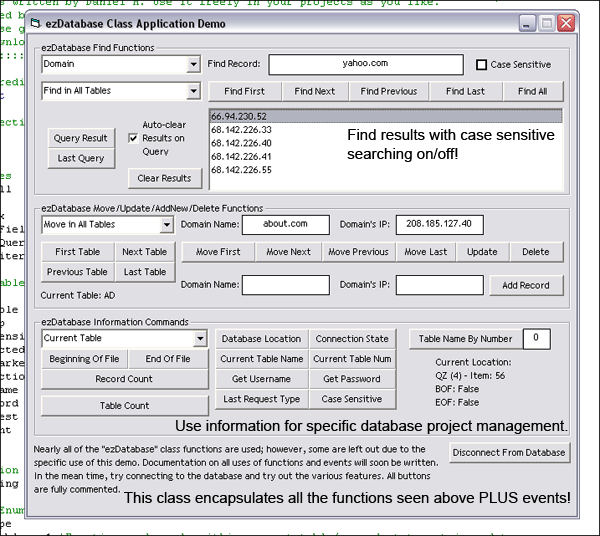 s written by Daniel A. Use it freely in your projects as you like.
ezDatabase Class Application Demo
ezDatabase Find Functions
Domain
Find Record:
yahoo.com
Case Sensitive
Find in All Tables
Find First
Find Next
Find Previous
Find Last
Find All
Query Result
Last Query
Auto-clear
Results on
Query
Clear Results
66.94.230.52
68.142.226.33
68.142.226.40
68.142.226.41
68.142.226.55
Find results with case sensitive
searching on/off!
ezDatabase Move/Update/AddNew/Delete Functions
Move in All Tables
Domain Name:
about.com
Domain's IP:
208.185.127.40
First Table
Next Table
Move First
Move Next
Move Previous
Move Last
Update
Delete
Previous Table
Last Table
Current Table: AD
Domain Name:
Domain's IP:
Add Record
ezDatabase Information Commands
Current Table
Database Location
Connection State
Table Name By Number
0
Beginning Of File
End Of File
Current Table Name
Current Table Num
Record Count
Get Username
Get Password
Table Count
Last Request Type
Case Sensitive
Current Location:
QZ (4) - Item: 56
BOF: False
EOF: False
Use information for specific database project management.
Nearly all of the "ezDatabase" class functions are used; however, some are left out due to the
specific use of this demo. Documentation on all uses of functions and events will soon be written.
In the mean time, try connecting to the database and try out the various features. All buttons
are fully commented.
Disconnect From Database
This class encapsulates all the functions seen above PLUS events!